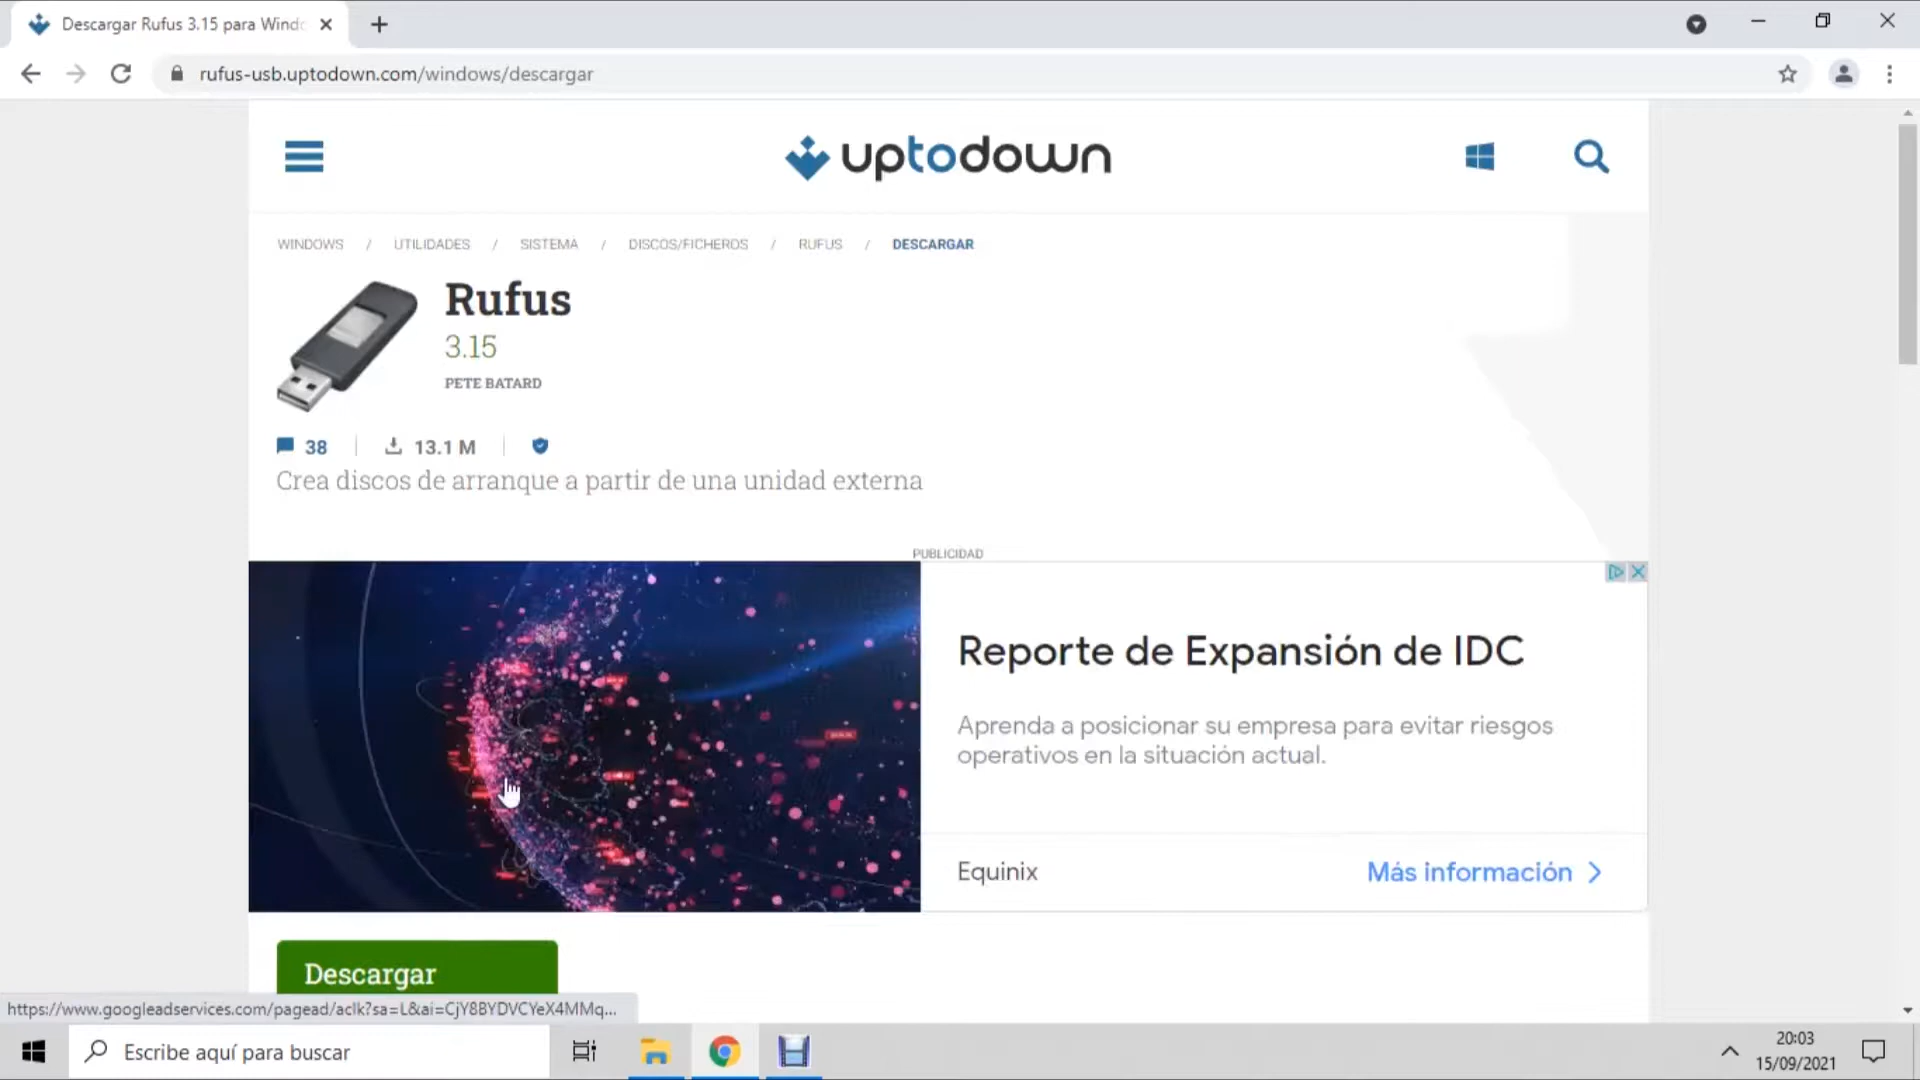 Descargar Rufus 3.15 para Windo
rufus-usb.uptodown.com/windows/descargar
uptodown
WINDOWS / UTILIDADES / SISTEMA / DISCOS/FICHEROS / RUFUS / DESCARGAR
Rufus
3.15
PETE BATARD
38 13.1 M
Crea discos de arranque a partir de una unidad externa
PUBLICIDAD
Reporte de Expansión de IDC
Aprenda a posicionar su empresa para evitar riesgos
operativos en la situación actual.
Equinix Más información
Descargar
https://www.googleadservices.com/pagead/aclk?sa=L&ai=CjY8BYDVCYeX4MMq...
Escribe aquí para buscar
20:03
15/09/2021